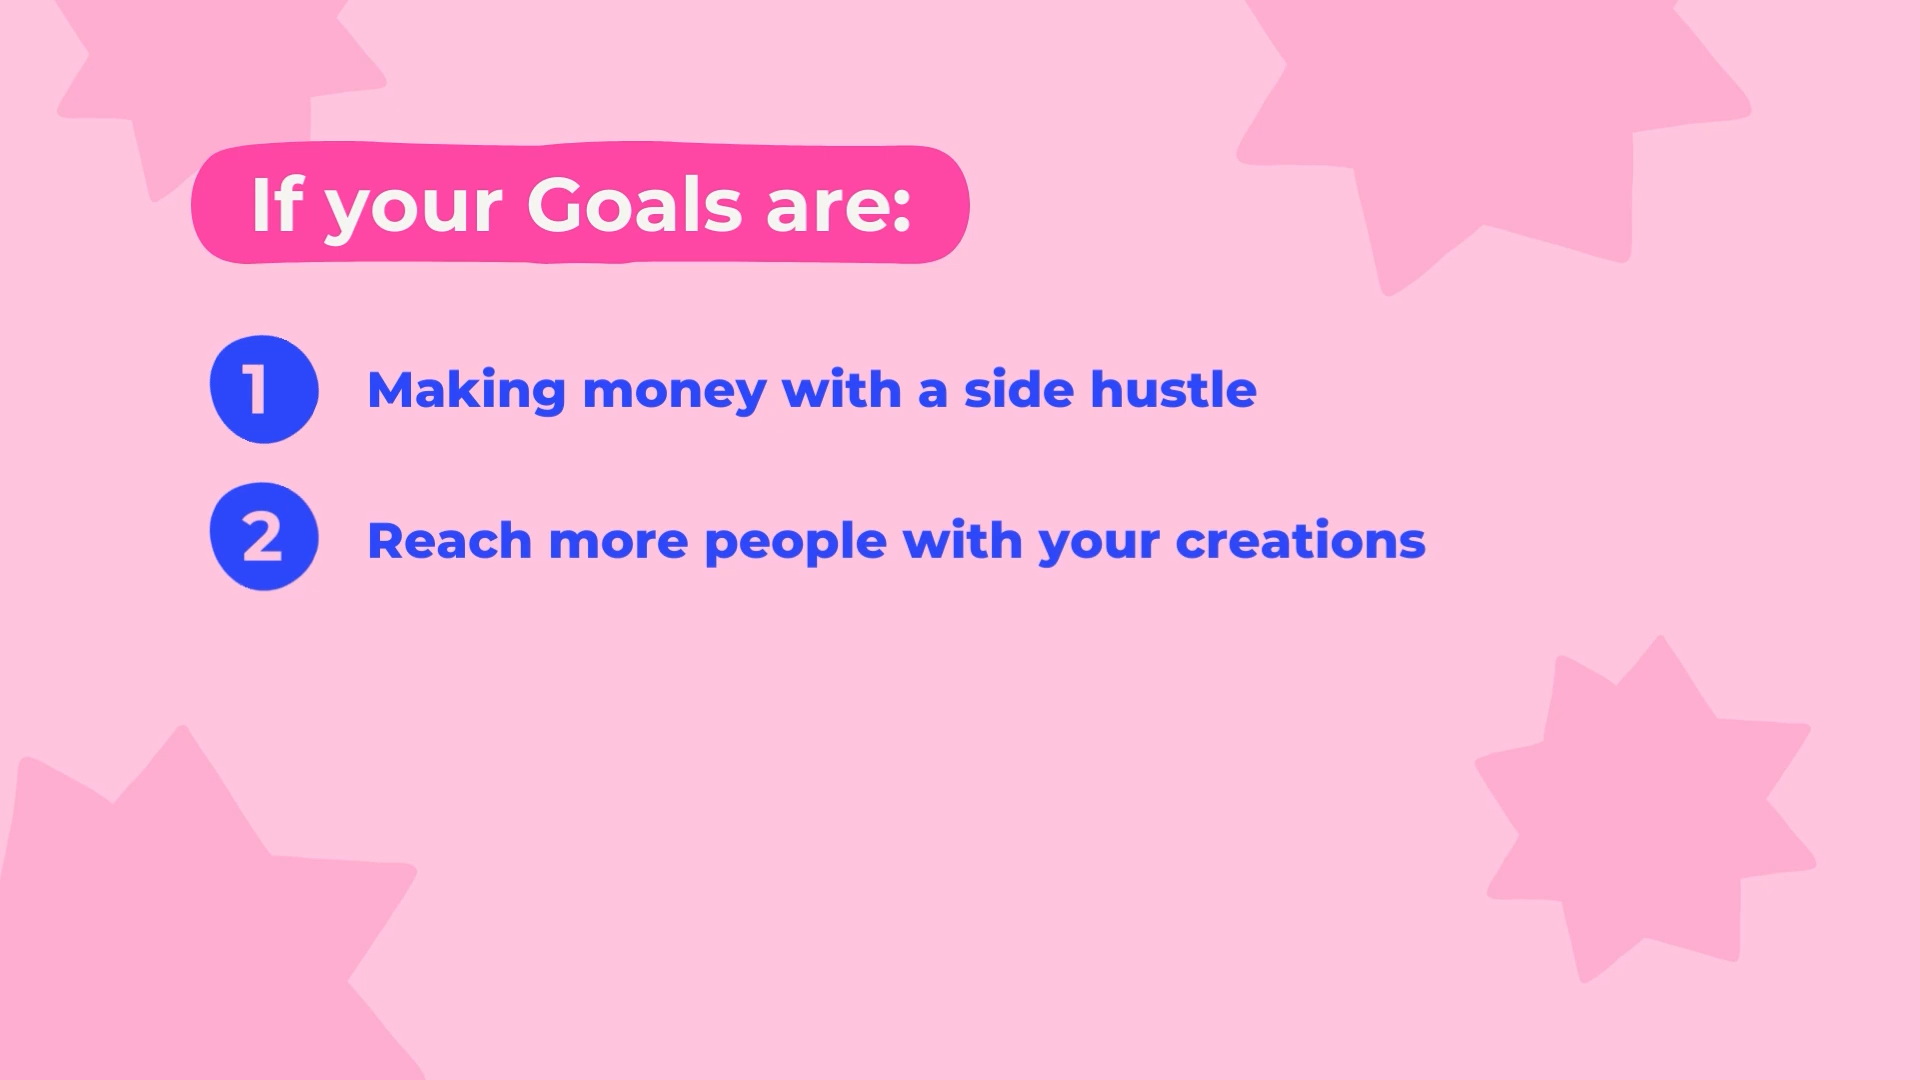 If your Goals are:
1 Making money with a side hustle
2 Reach more people with your creations